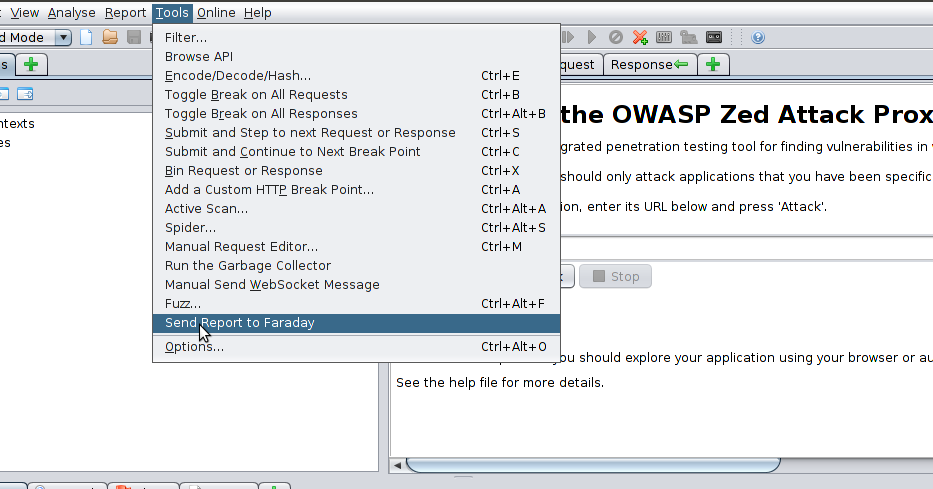 View Analyse Report Tools Online Help
d Mode
s
quest Response
Filter...
Browse API
Encode/Decode/Hash... Ctrl+E
Toggle Break on All Requests Ctrl+B
Toggle Break on All Responses Ctrl+Alt+B
Submit and Step to next Request or Response Ctrl+S
Submit and Continue to Next Break Point Ctrl+C
Bin Request or Response Ctrl+X
Add a Custom HTTP Break Point... Ctrl+A
Active Scan... Ctrl+Alt+A
Spider... Ctrl+Alt+S
Manual Request Editor... Ctrl+M
Run the Garbage Collector
Manual Send WebSocket Message
Fuzz... Ctrl+Alt+F
Send Report to Faraday
Options... Ctrl+Alt+O
ntexts
es
the OWASP Zed Attack Prox
grated penetration testing tool for finding vulnerabilities in
should only attack applications that you have been specific
ion, enter its URL below and press 'Attack'.
Stop
you should explore your application using your browser or au
See the help file for more details.